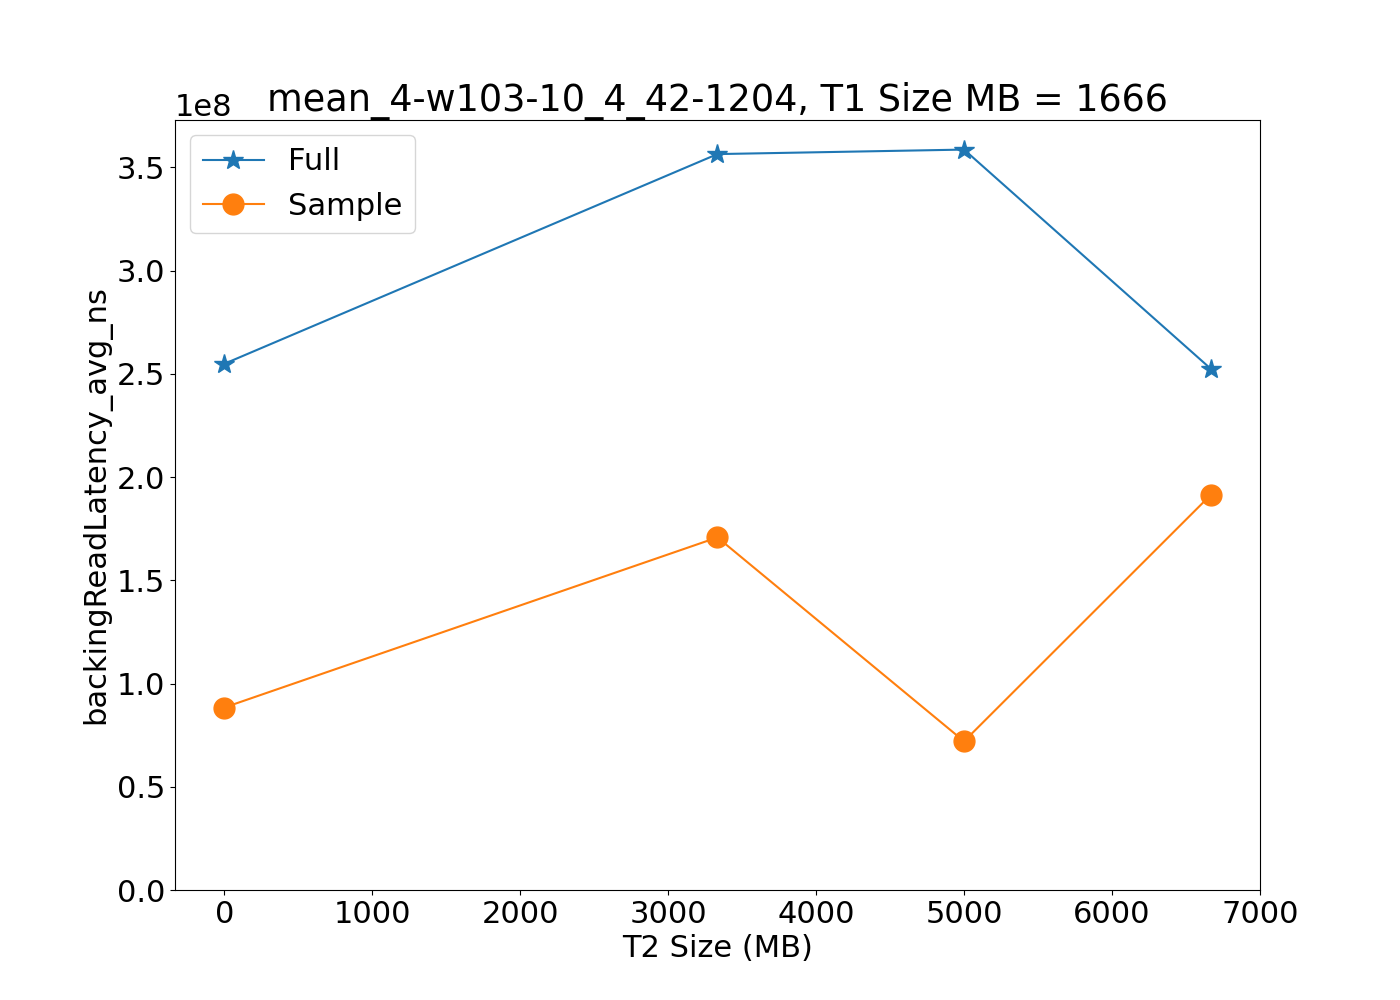 1e8
mean_4-w103-10_4_42-1204, T1 Size MB = 1666
Full
Sample
backingReadLatency_avg_ns
3.5
3.0
2.5
2.0
1.5
1.0
0.5
0.0
0 1000 2000 3000 4000 5000 6000 7000
T2 Size (MB)